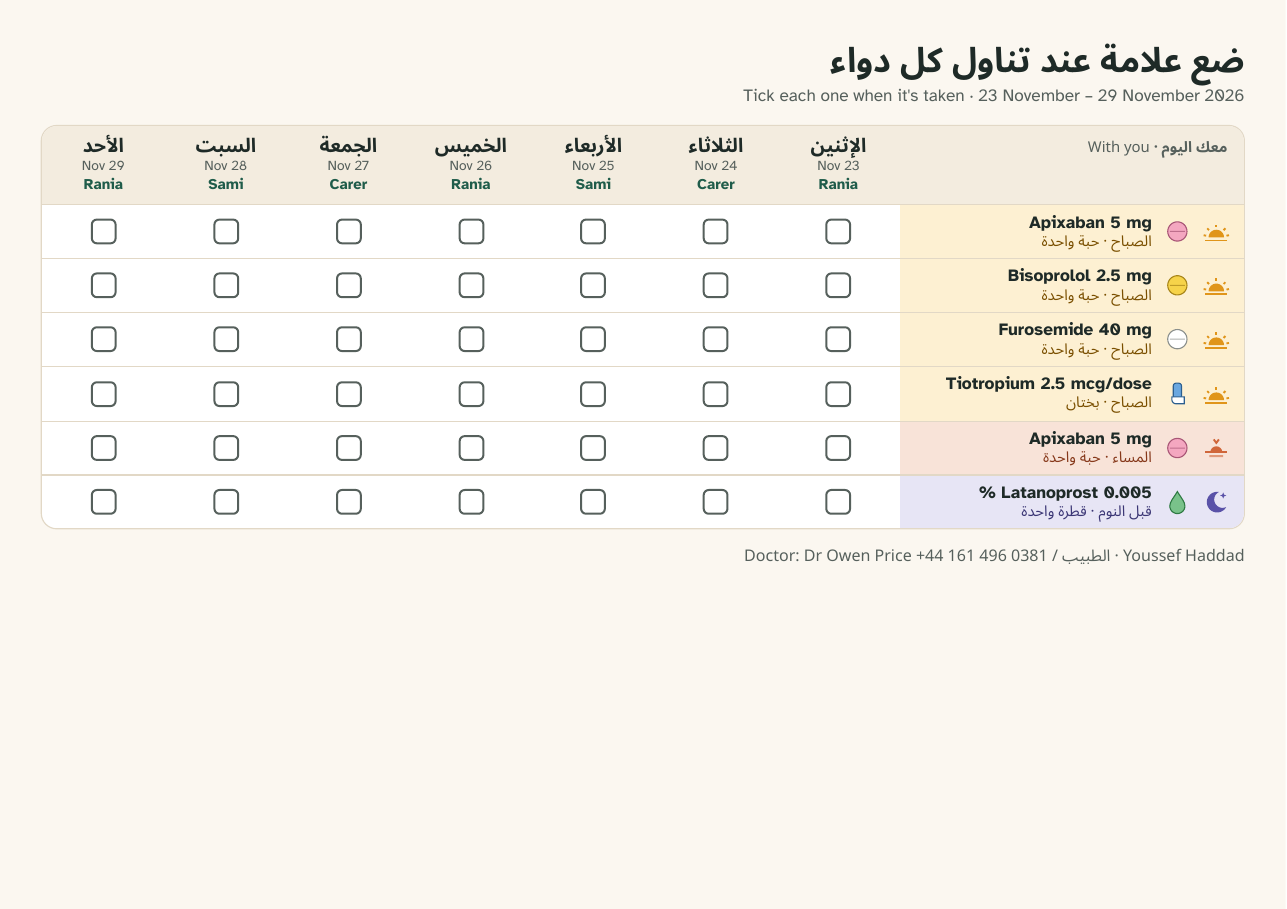 ضع علامة عند تناول كل دواء
Tick each one when it's taken · 23 November – 29 November 2026
معك اليوم · With you
الإثنين
Nov 23
Rania
الثلاثاء
Nov 24
Carer
الأربعاء
Nov 25
Sami
الخميس
Nov 26
Rania
الجمعة
Nov 27
Carer
السبت
Nov 28
Sami
الأحد
Nov 29
Rania
Apixaban 5 mg
الصباح · حبة واحدة
Bisoprolol 2.5 mg
الصباح · حبة واحدة
Furosemide 40 mg
الصباح · حبة واحدة
Tiotropium 2.5 mcg/dose
الصباح · بختان
Apixaban 5 mg
المساء · حبة واحدة
% Latanoprost 0.005
قبل النوم · قطرة واحدة
Doctor: Dr Owen Price +44 161 496 0381 / الطبيب · Youssef Haddad